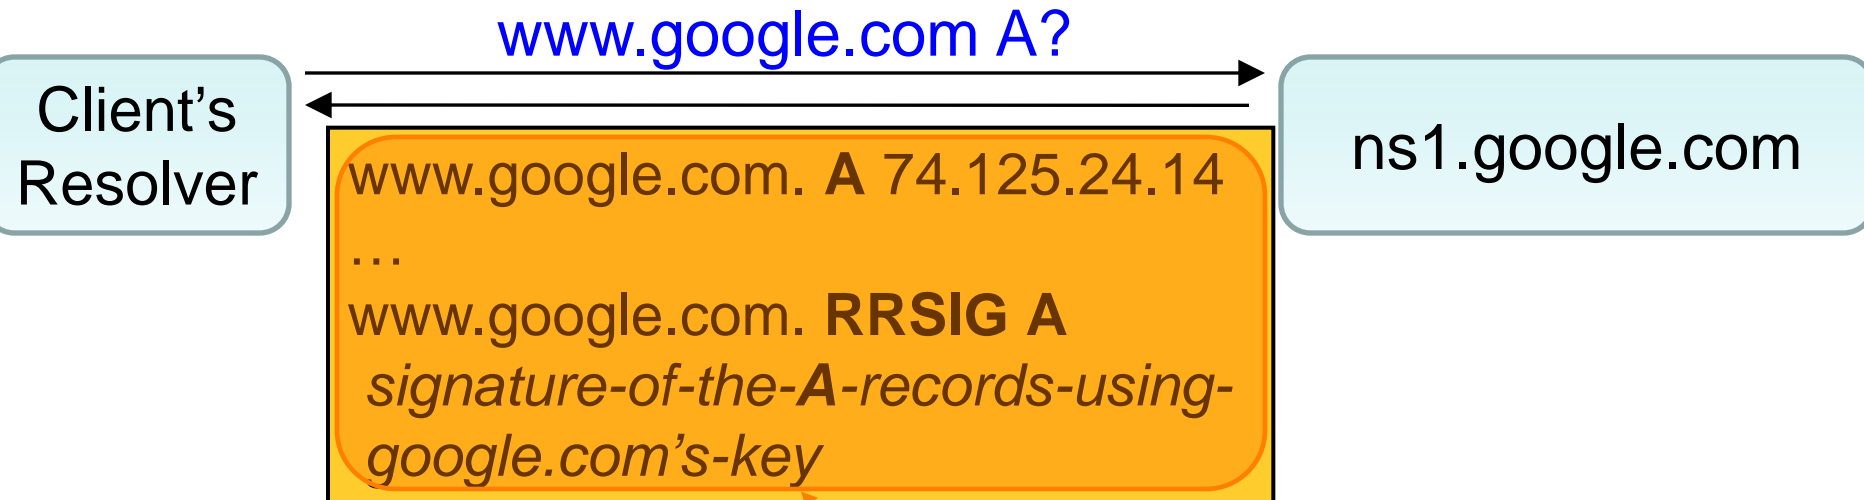 www.google.com A?
Client’s
Resolver
ns1.google.com
www.google.com. A 74.125.24.14
…
www.google.com. RRSIG A
signature-of-the-A-records-using-
google.com’s-key